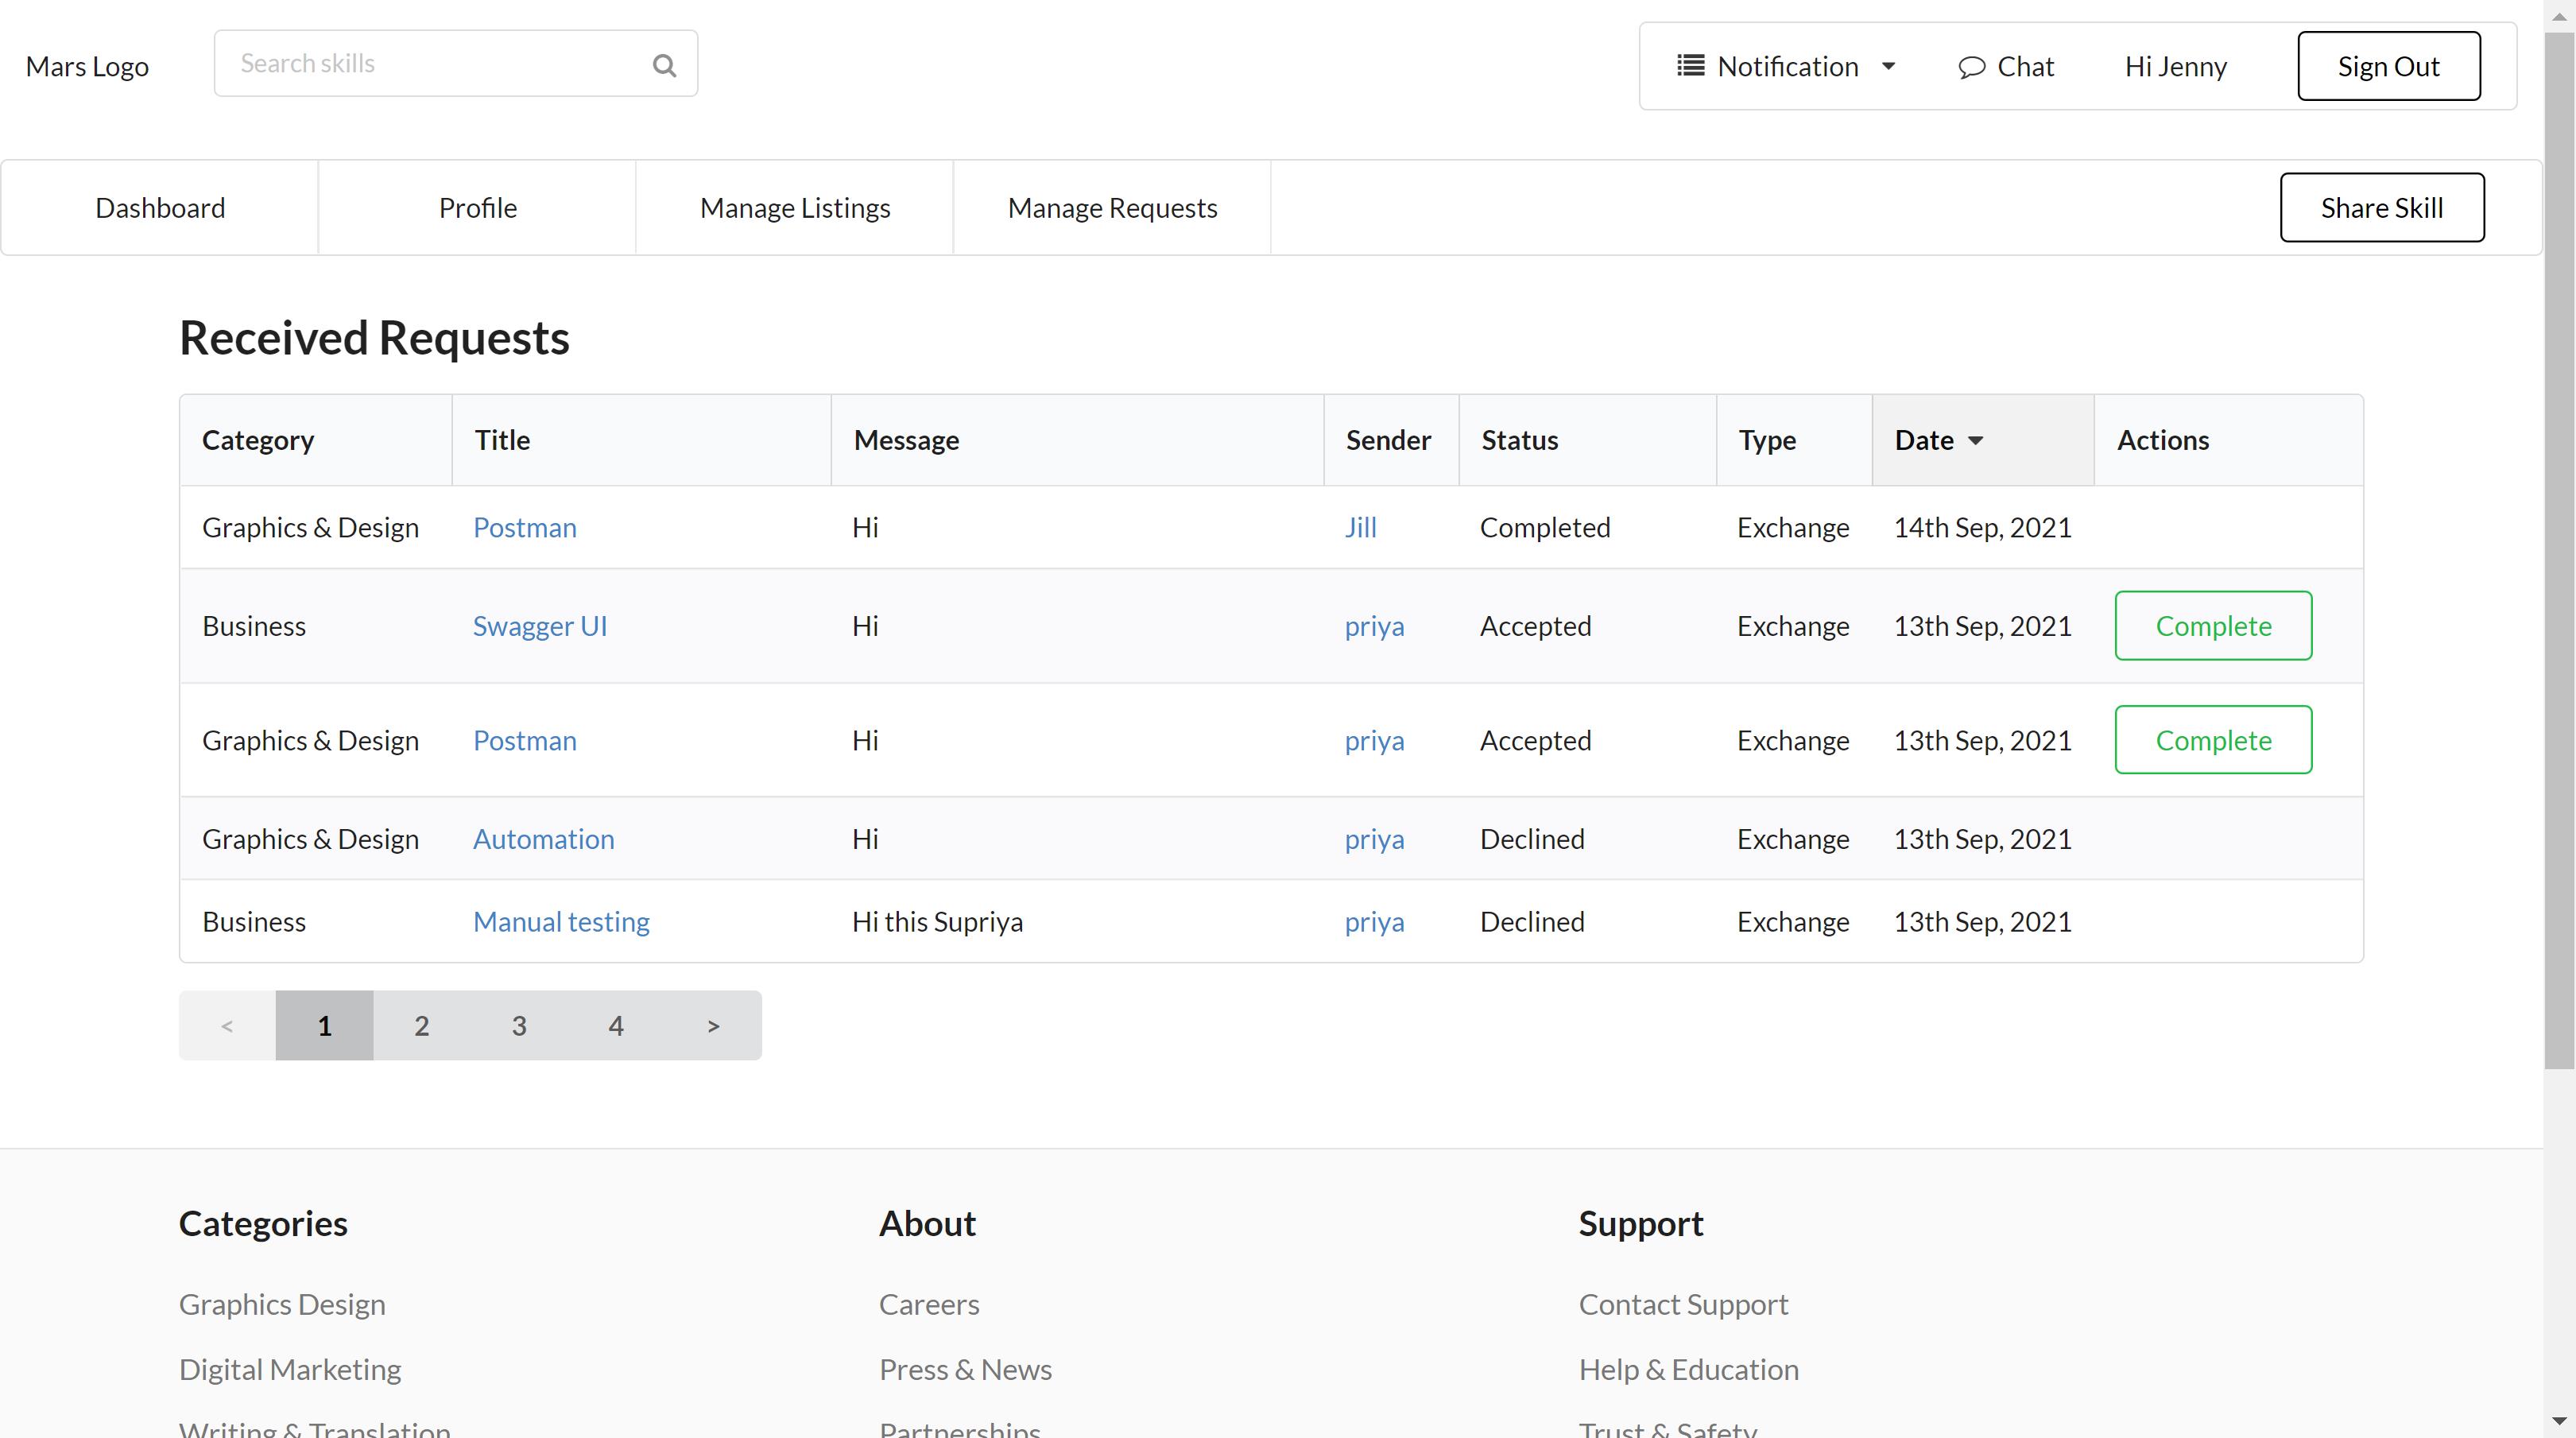 Mars Logo Search skills Notification Chat Hi Jenny Sign Out
Dashboard Profile Manage Listings Manage Requests Share Skill
Received Requests
Category Title Message Sender Status Type Date Actions
Graphics & Design Postman Hi Jill Completed Exchange 14th Sep, 2021
Business Swagger UI Hi priya Accepted Exchange 13th Sep, 2021 Complete
Graphics & Design Postman Hi priya Accepted Exchange 13th Sep, 2021 Complete
Graphics & Design Automation Hi priya Declined Exchange 13th Sep, 2021
Business Manual testing Hi this Supriya priya Declined Exchange 13th Sep, 2021
< 1 2 3 4 >
Categories About Support
Graphics Design Careers Contact Support
Digital Marketing Press & News Help & Education
Writing & Translation Partnerships Trust & Safety